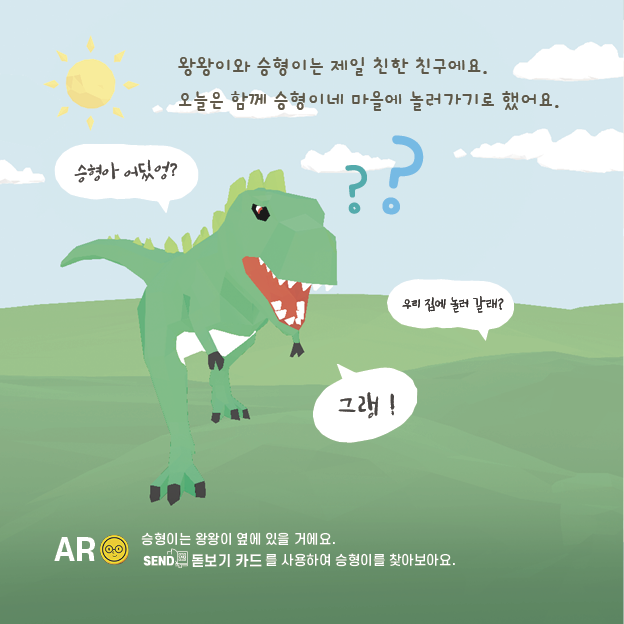 왕왕이와 승형이는 제일 친한 친구에요.
오늘은 함께 승형이네 마을에 놀러가기로 했어요.
? ?
승형아 어딨엉?
우리 집에 놀러 갈래?
그램 !
AR
승형이는 왕왕이 옆에 있을 거에요.
SEND 돋보기 카드를 사용하여 승형이를 찾아보아요.